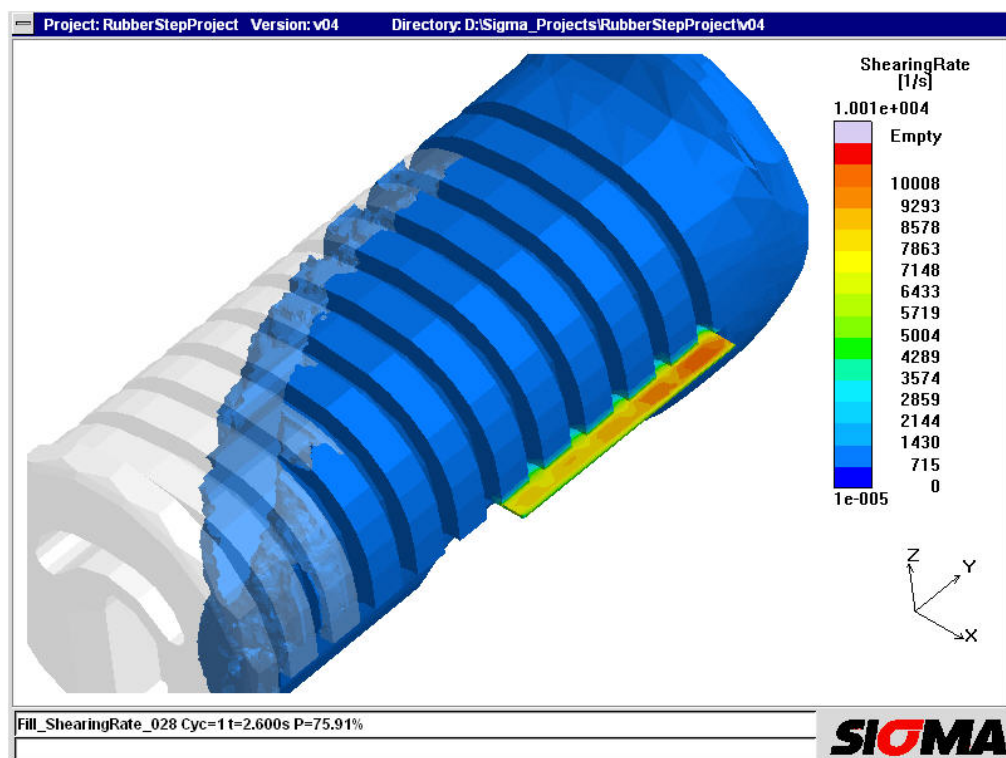 Project: RubberStepProject Version: v04 Directory: D:\Sigma_Projects\RubberStepProject\v04
ShearingRate
[1/s]
1.001e+004
Empty
10008
9293
8578
7863
7148
6433
5719
5004
4289
3574
2859
2144
1430
715
0
1e-005
Z
Y
X
Fill_ShearingRate_028 Cyc=1 t=2.600s P=75.91%
SIGMA